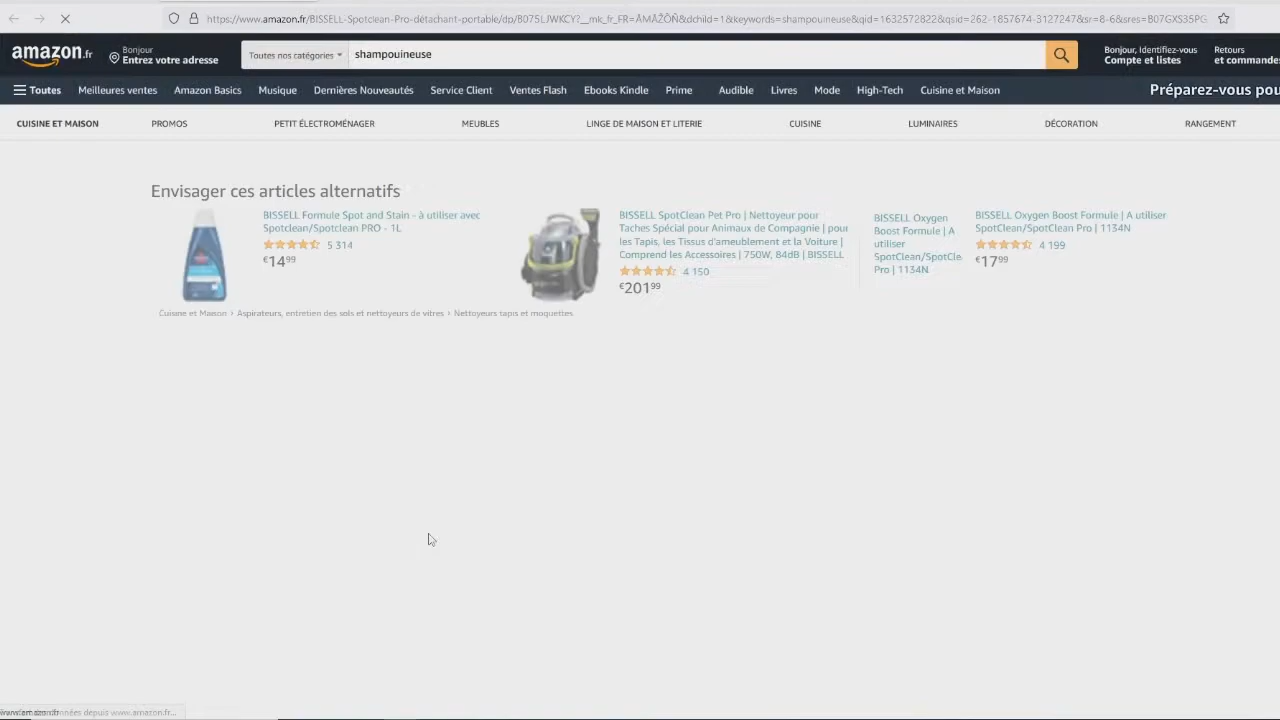 https://www.amazon.fr/BISSELL-Spotclean-Pro-détachant-portable/dp/B075LJWKCY?__mk_fr_FR=ÅMÅŽÕÑ&dchild=1&keywords=shampouineuse&qid=1632572822&qsid=262-1857674-3127247&sr=8-6&sres=B07GXS35PG
amazon.fr
Bonjour
Entrez votre adresse
Toutes nos catégories
shampouineuse
Bonjour, Identifiez-vous
Compte et listes
Retours
et commandes
Toutes Meilleures ventes Amazon Basics Musique Dernières Nouveautés Service Client Ventes Flash Ebooks Kindle Prime Audible Livres Mode High-Tech Cuisine et Maison Préparez-vous pou
CUISINE ET MAISON PROMOS PETIT ÉLECTROMÉNAGER MEUBLES LINGE DE MAISON ET LITERIE CUISINE LUMINAIRES DÉCORATION RANGEMENT
Envisager ces articles alternatifs
BISSELL Formule Spot and Stain - à utiliser avec
Spotclean/Spotclean PRO - 1L
5 314
€1499
BISSELL SpotClean Pet Pro | Nettoyeur pour
Taches Spécial pour Animaux de Compagnie | pour
les Tapis, les Tissus d'ameublement et la Voiture |
Comprend les Accessoires | 750W, 84dB | BISSELL
4 150
€20199
BISSELL Oxygen
Boost Formule | A
utiliser
SpotClean/SpotCle
Pro | 1134N
BISSELL Oxygen Boost Formule | A utiliser
SpotClean/SpotClean Pro | 1134N
4 199
€1799
Cuisine et Maison › Aspirateurs, entretien des sols et nettoyeurs de vitres › Nettoyeurs tapis et moquettes
données depuis www.amazon.fr...